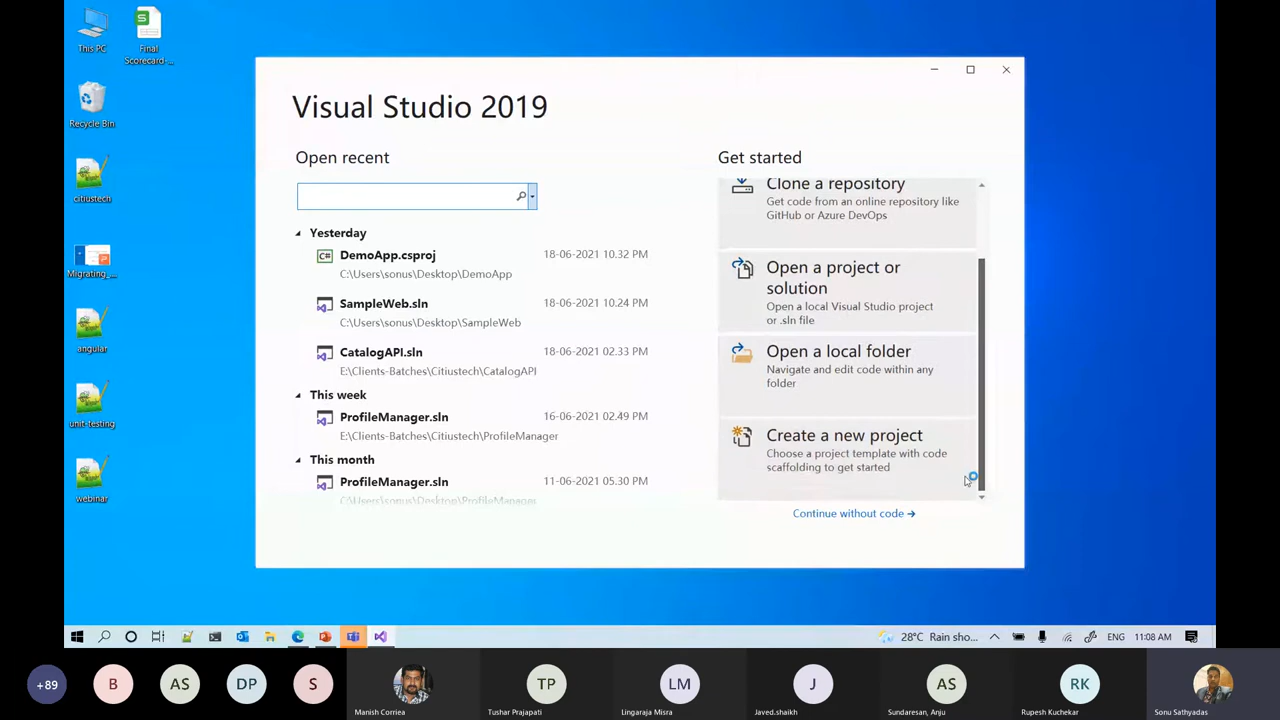 This PC
Final
Scorecard-...
Recycle Bin
citiustech
Migrating_...
angular
unit-testing
webinar
Visual Studio 2019
Open recent
Yesterday
DemoApp.csproj 18-06-2021 10.32 PM
C:\Users\sonus\Desktop\DemoApp
SampleWeb.sln 18-06-2021 10.24 PM
C:\Users\sonus\Desktop\SampleWeb
CatalogAPI.sln 18-06-2021 02.33 PM
E:\Clients-Batches\Citiustech\CatalogAPI
This week
ProfileManager.sln 16-06-2021 02.49 PM
E:\Clients-Batches\Citiustech\ProfileManager
This month
ProfileManager.sln 11-06-2021 05.30 PM
C:\Users\sonus\Desktop\ProfileManager
Get started
Clone a repository
Get code from an online repository like
GitHub or Azure DevOps
Open a project or
solution
Open a local Visual Studio project
or .sln file
Open a local folder
Navigate and edit code within any
folder
Create a new project
Choose a project template with code
scaffolding to get started
Continue without code →
28°C Rain sho... ENG 11:08 AM
+89 B AS DP S TP LM J AS RK
Manish Corriea Tushar Prajapati Lingaraja Misra Javed.shaikh Sundaresan, Anju Rupesh Kuchekar Sonu Sathyadas